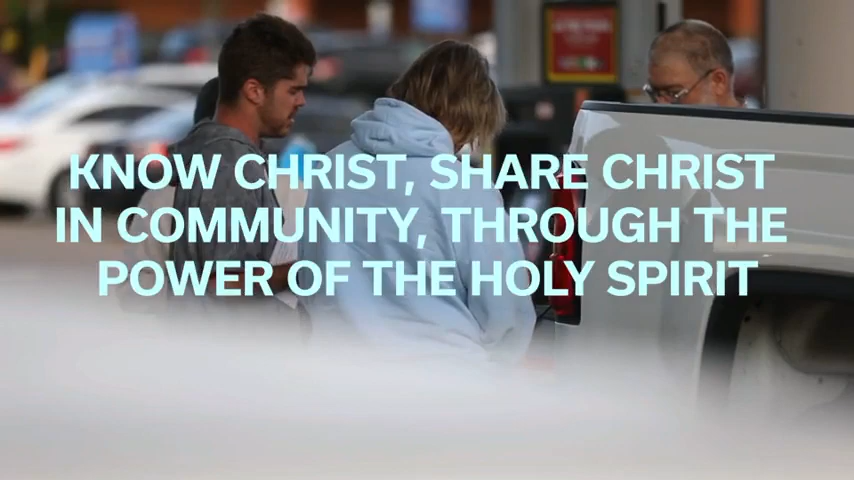 KNOW CHRIST, SHARE CHRIST
IN COMMUNITY, THROUGH THE
POWER OF THE HOLY SPIRIT